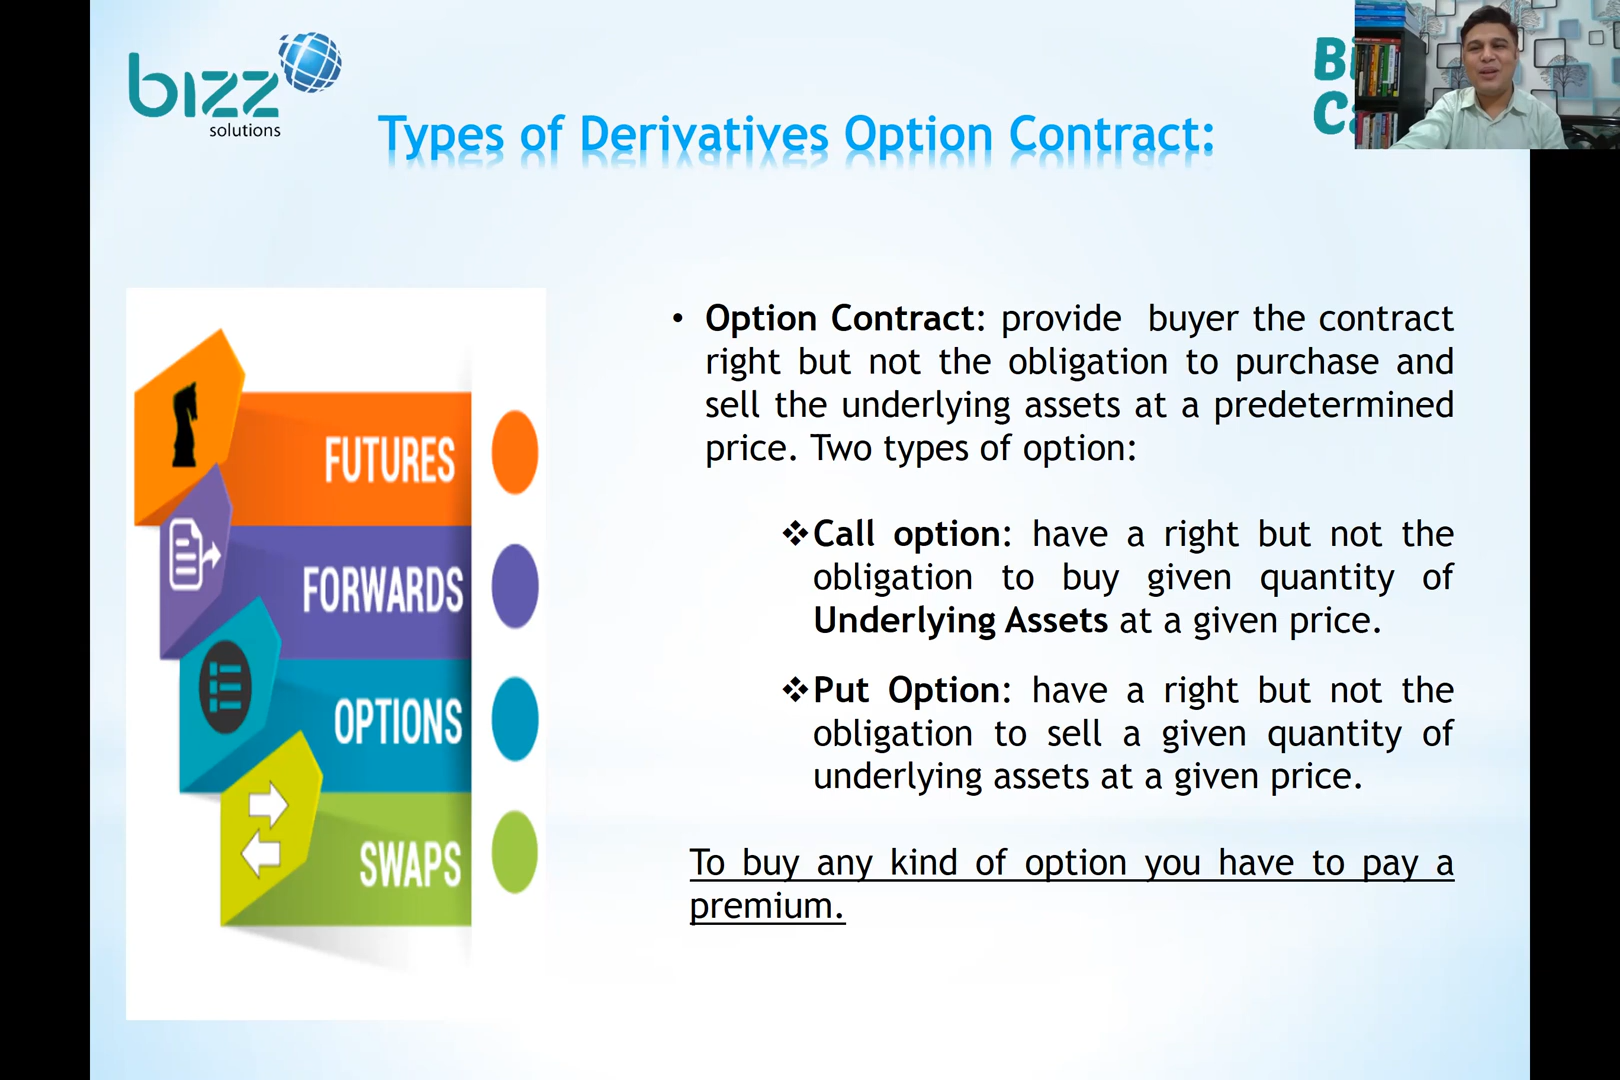 bizz
solutions
Types of Derivatives Option Contract:
FUTURES
FORWARDS
OPTIONS
SWAPS
• Option Contract: provide buyer the contract
right but not the obligation to purchase and
sell the underlying assets at a predetermined
price. Two types of option:
❖Call option: have a right but not the
obligation to buy given quantity of
Underlying Assets at a given price.
❖Put Option: have a right but not the
obligation to sell a given quantity of
underlying assets at a given price.
To buy any kind of option you have to pay a
premium.